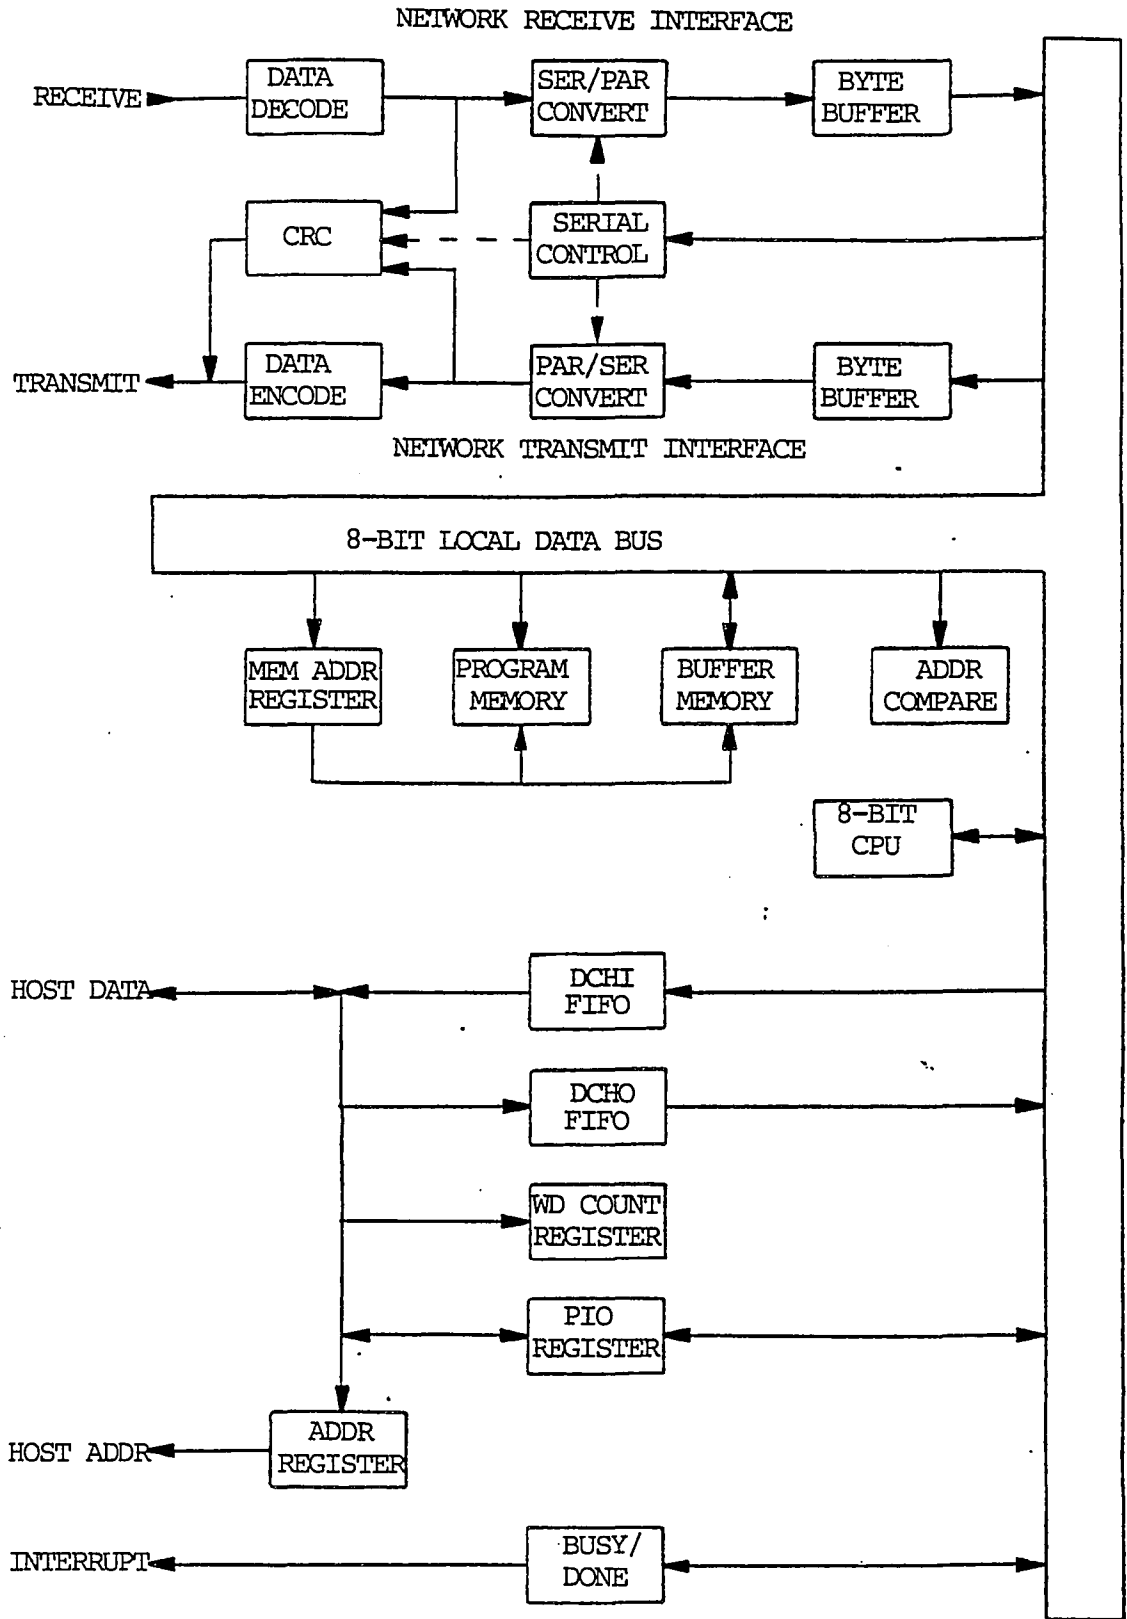 NETWORK RECEIVE INTERFACE
RECEIVE
DATA
DECODE
SER/PAR
CONVERT
BYTE
BUFFER
CRC
SERIAL
CONTROL
TRANSMIT
DATA
ENCODE
PAR/SER
CONVERT
BYTE
BUFFER
NETWORK TRANSMIT INTERFACE
8-BIT LOCAL DATA BUS
MEM ADDR
REGISTER
PROGRAM
MEMORY
BUFFER
MEMORY
ADDR
COMPARE
8-BIT
CPU
HOST DATA
DCHI
FIFO
DCHO
FIFO
WD COUNT
REGISTER
PIO
REGISTER
HOST ADDR
ADDR
REGISTER
INTERRUPT
BUSY/
DONE